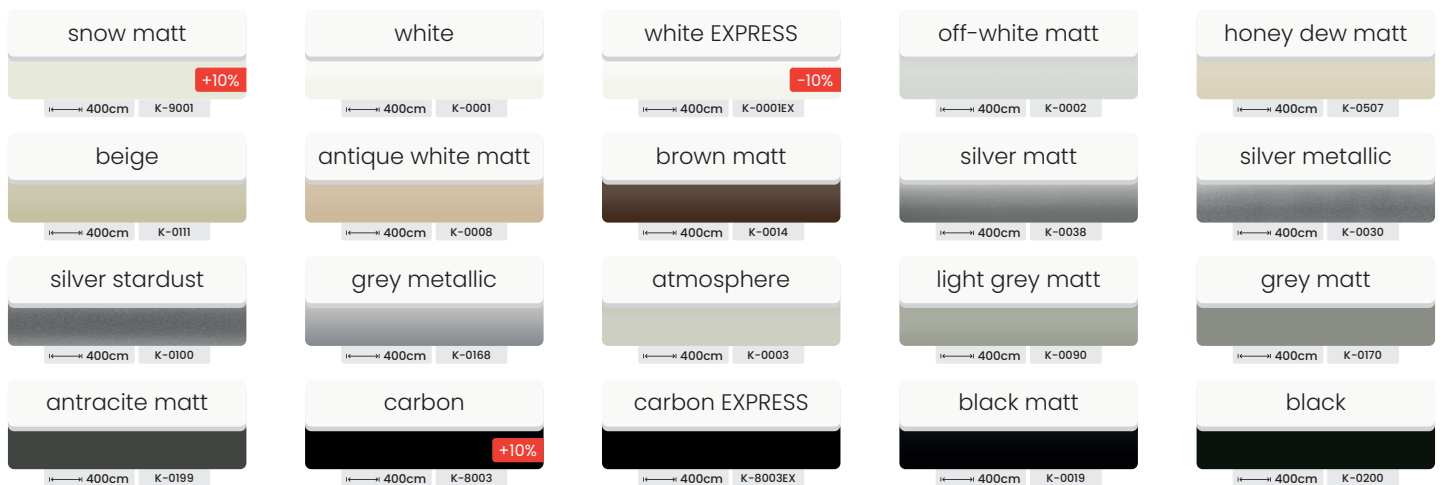 snow matt white white EXPRESS off-white matt honey dew matt
+10% -10%
400cm K-9001 400cm K-0001 400cm K-0001EX 400cm K-0002 400cm K-0507
beige antique white matt brown matt silver matt silver metallic
400cm K-0111 400cm K-0008 400cm K-0014 400cm K-0038 400cm K-0030
silver stardust grey metallic atmosphere light grey matt grey matt
400cm K-0100 400cm K-0168 400cm K-0003 400cm K-0090 400cm K-0170
antracite matt carbon carbon EXPRESS black matt black
+10%
400cm K-0199 400cm K-8003 400cm K-8003EX 400cm K-0019 400cm K-0200